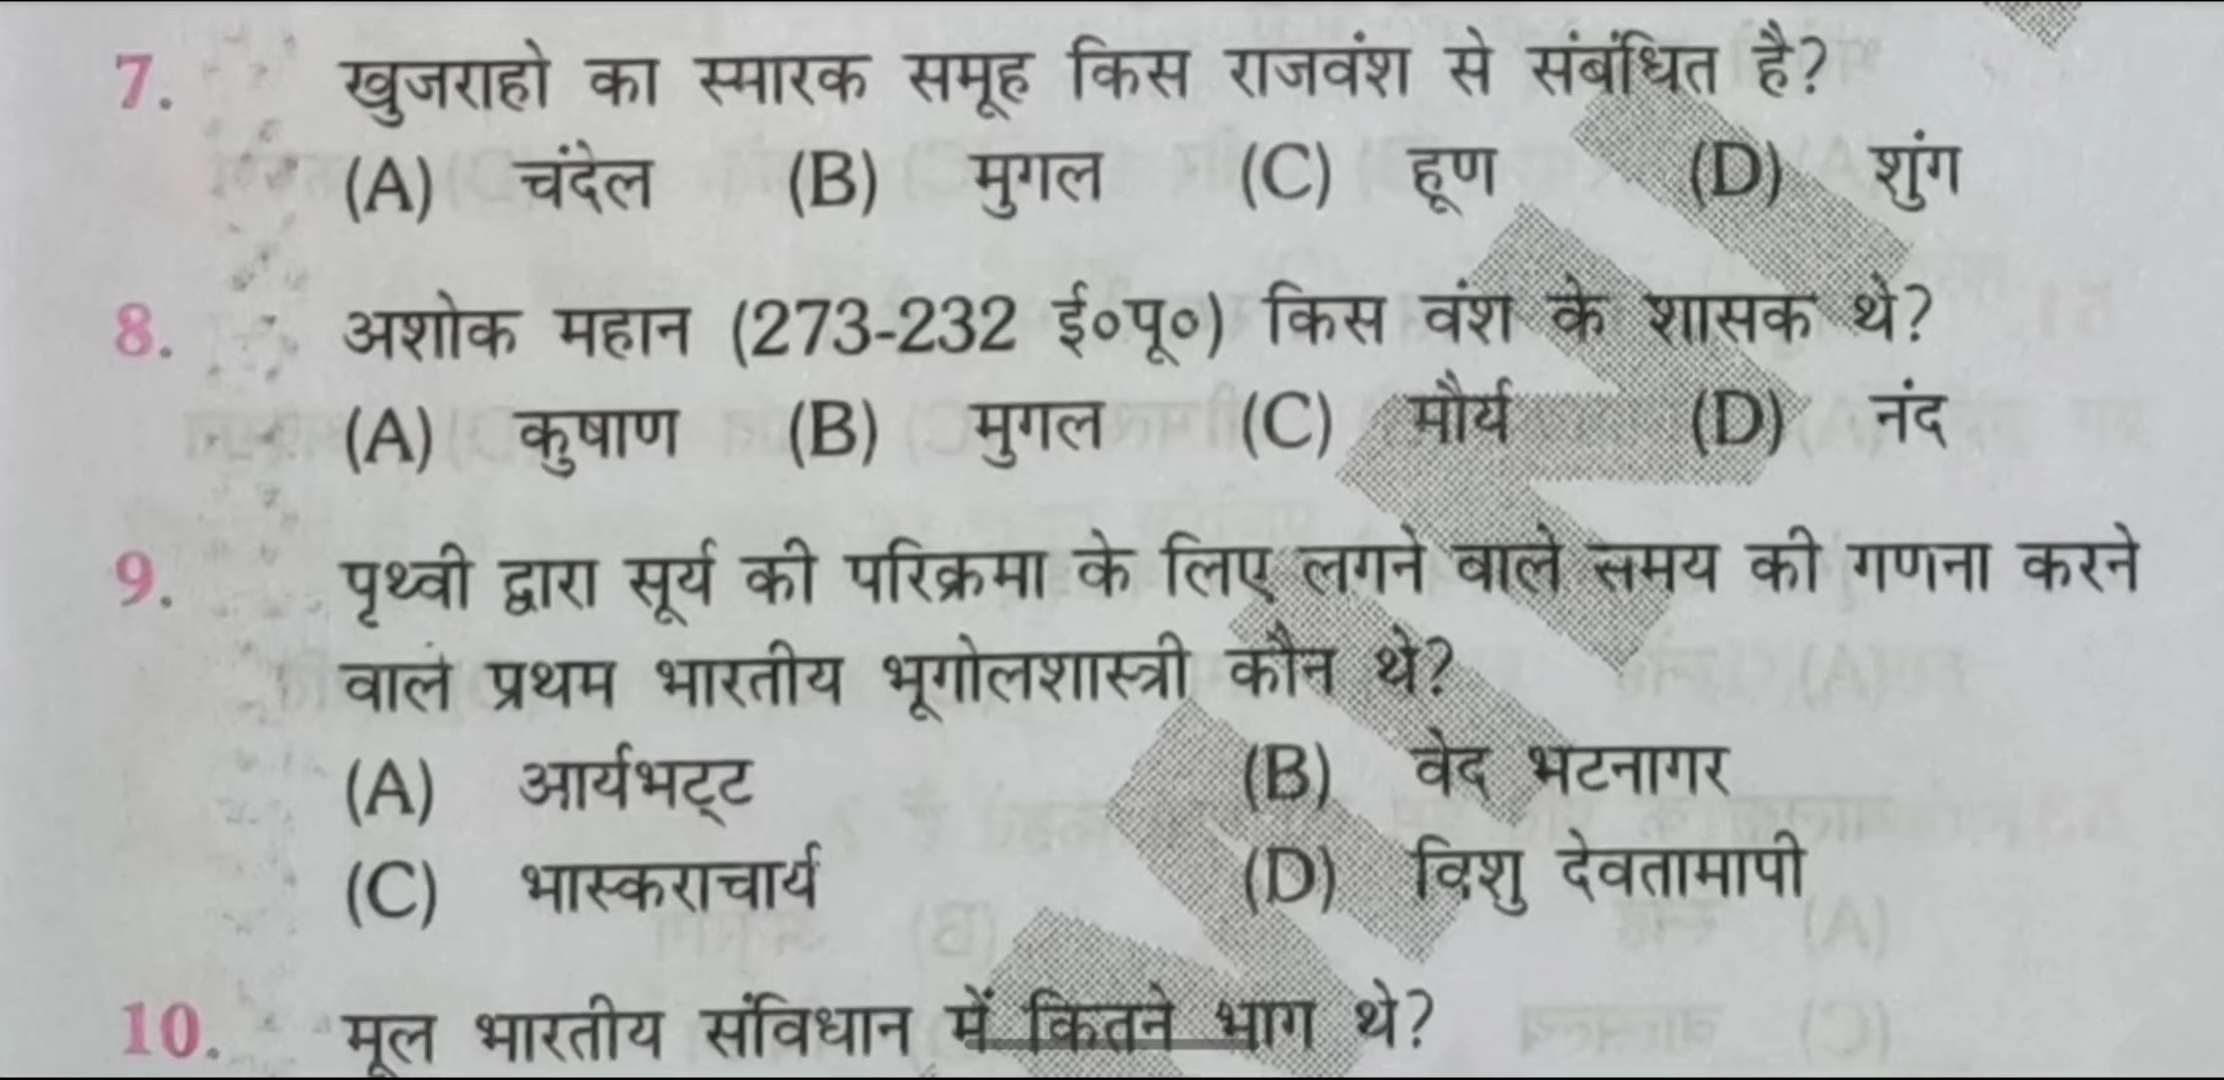 7. खुजराहो का स्मारक समूह किस राजवंश से संबंधित है?
(A) चंदेल (B) मुगल (C) हूण (D) शुंग
8. अशोक महान (273-232 ई०पू०) किस वंश के शासक थे?
(A) कुषाण (B) मुगल (C) मौर्य (D) नंद
9. पृथ्वी द्वारा सूर्य की परिक्रमा के लिए लगने वाले समय की गणना करने
वाले प्रथम भारतीय भूगोलशास्त्री कौन थे?
(A) आर्यभट्ट (B) वेद भटनागर
(C) भास्कराचार्य (D) विशु देवतामापी
10. मूल भारतीय संविधान में कितने भाग थे?